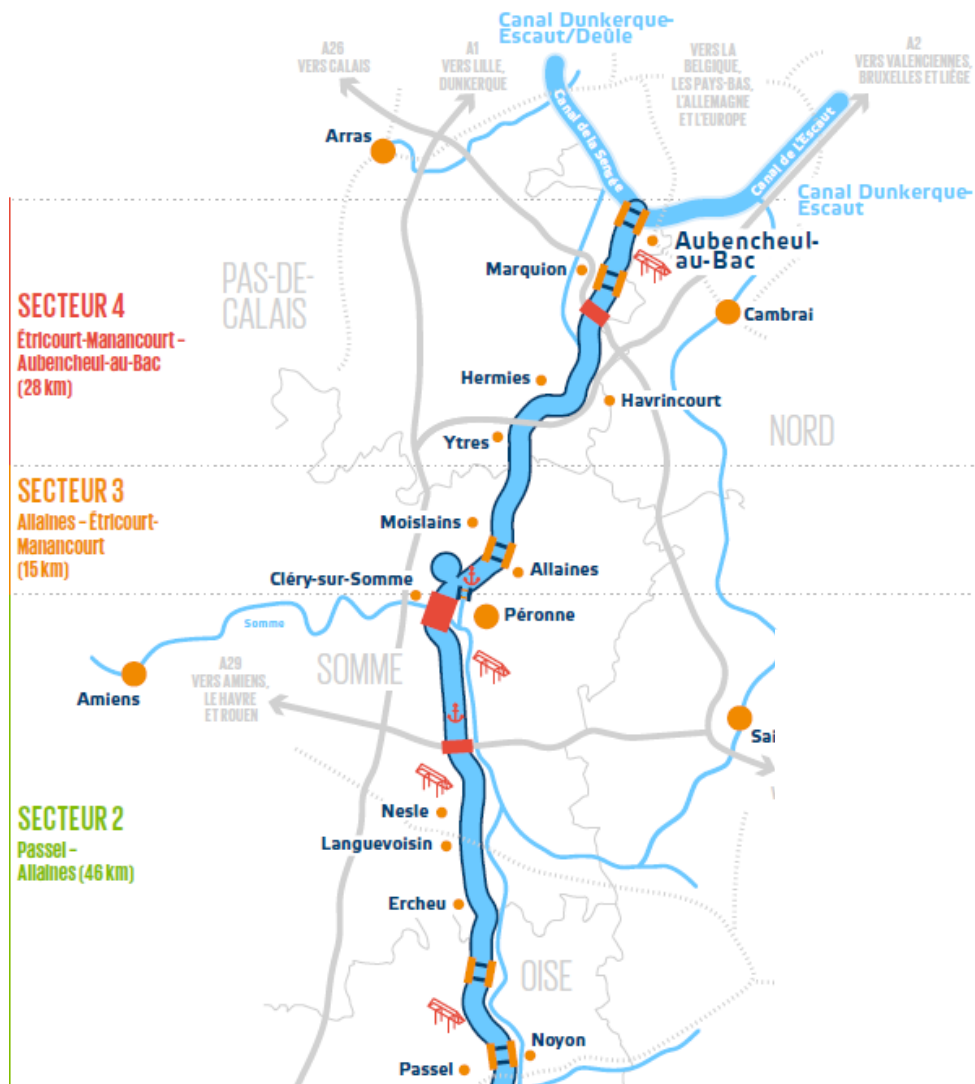 Canal Dunkerque-
Escaut/Deûle
A26
VERS CALAIS
A1
VERS LILLE,
DUNKERQUE
VERS LA
BELGIQUE,
LES PAYS-BAS,
L'ALLEMAGNE
ET L'EUROPE
A2
VERS VALENCIENNES,
BRUXELLES ET LIÈGE
Arras
Canal de la Sensée
Canal de L'Escaut
Canal Dunkerque-
Escaut
Aubencheul-
au-Bac
Marquion
PAS-DE-
CALAIS
SECTEUR 4
Étricourt-Manancourt –
Aubencheul-au-Bac
(28 km)
Cambrai
Hermies
Havrincourt
NORD
Ytres
SECTEUR 3
Allaines – Étricourt-
Manancourt
(15 km)
Moislains
Allaines
Cléry-sur-Somme
Somme
Péronne
SOMME
A29
VERS AMIENS,
LE HAVRE
ET ROUEN
Amiens
Sai
SECTEUR 2
Passel –
Allaines (46 km)
Nesle
Languevoisin
Ercheu
OISE
Noyon
Passel